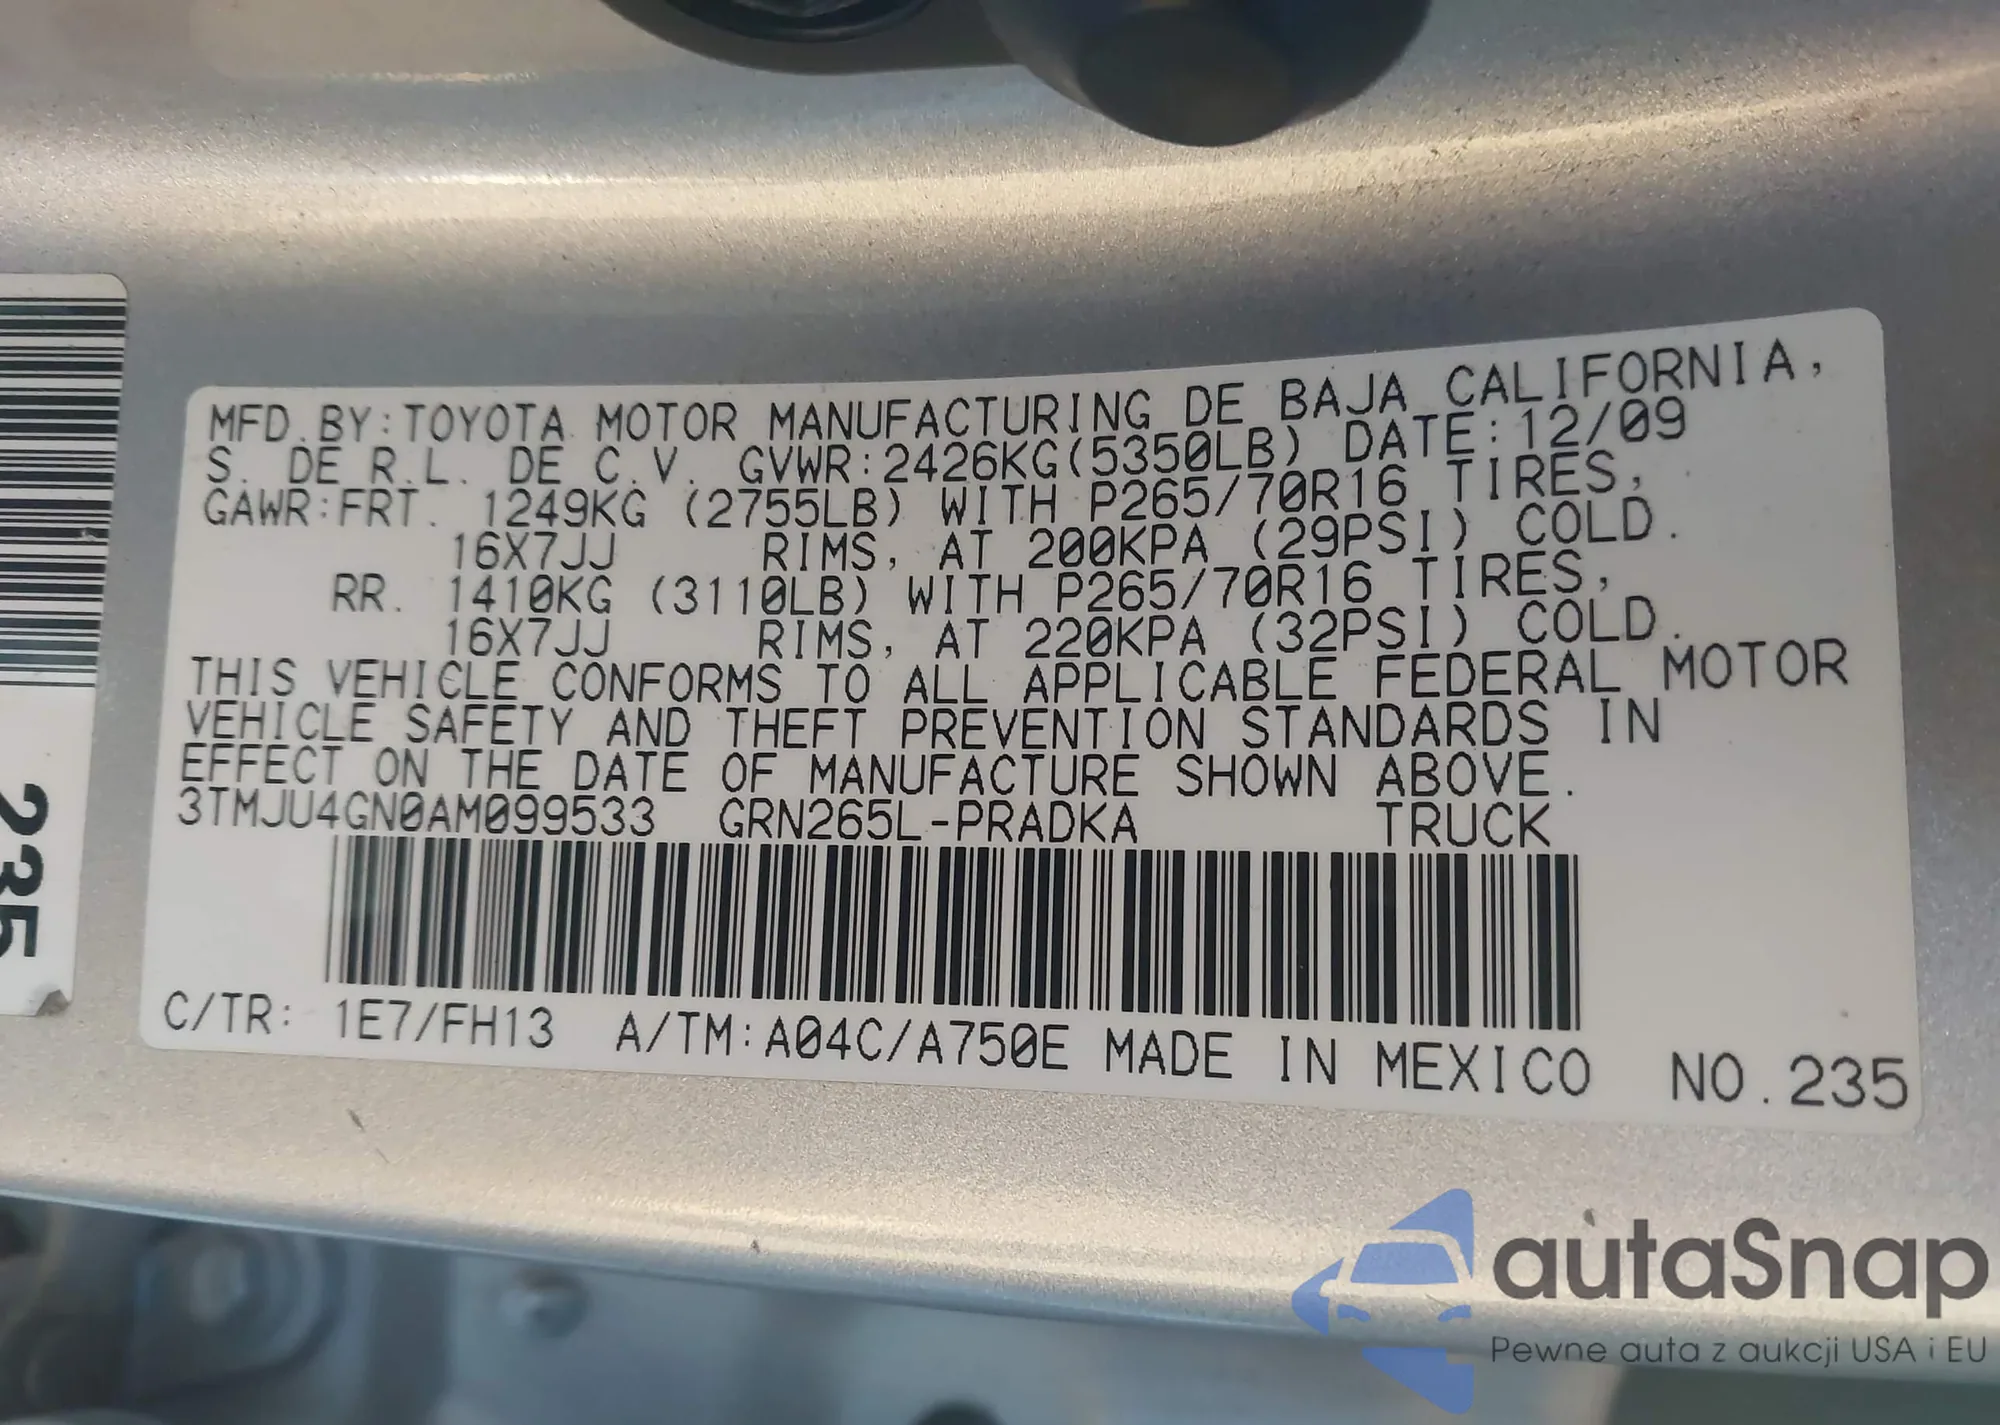 MFD.BY:TOYOTA MOTOR MANUFACTURING DE BAJA CALIFORNIA,
S. DE R.L. DE C.V. GVWR:2426KG(5350LB) DATE:12/09
GAWR:FRT. 1249KG (2755LB) WITH P265/70R16 TIRES,
16X7JJ RIMS, AT 200KPA (29PSI) COLD.
RR. 1410KG (3110LB) WITH P265/70R16 TIRES,
16X7JJ RIMS, AT 220KPA (32PSI) COLD.
THIS VEHICLE CONFORMS TO ALL APPLICABLE FEDERAL MOTOR
VEHICLE SAFETY AND THEFT PREVENTION STANDARDS IN
EFFECT ON THE DATE OF MANUFACTURE SHOWN ABOVE.
3TMJU4GN0AM099533 GRN265L-PRADKA TRUCK
C/TR: 1E7/FH13 A/TM:A04C/A750E MADE IN MEXICO NO.235
235
autaSnap
Pewne auta z aukcji USA i EU